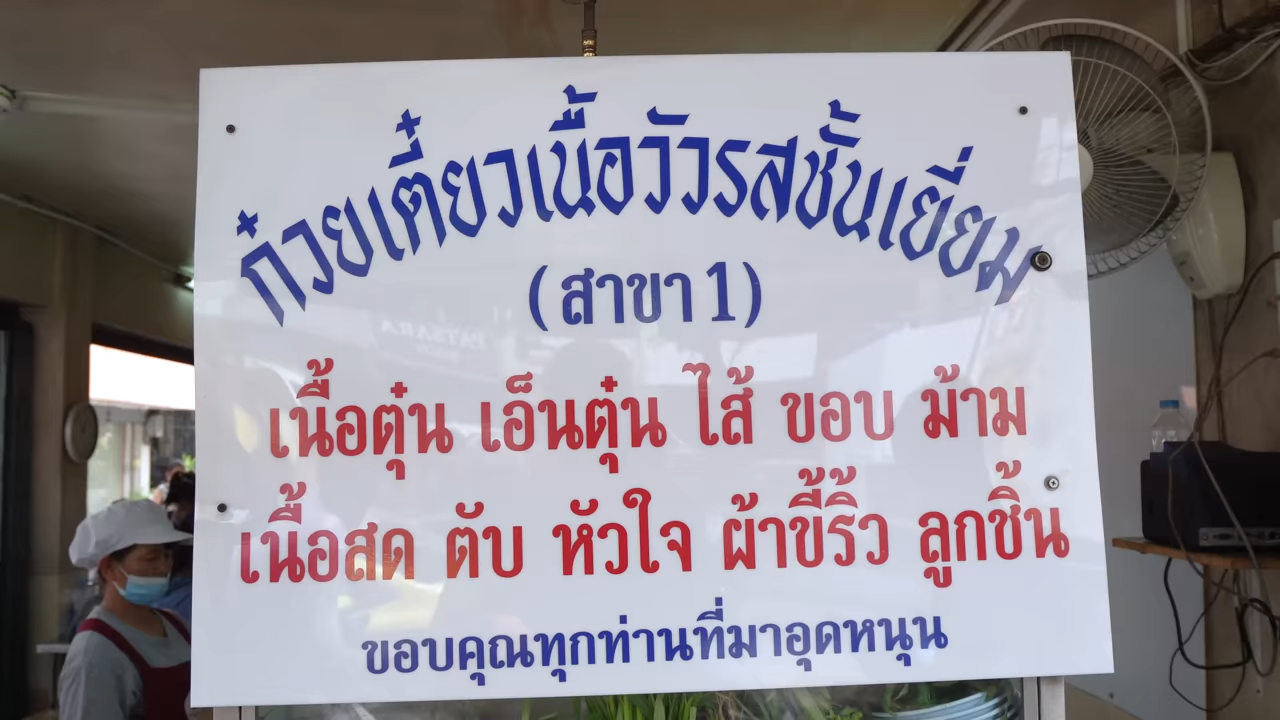 ก๋วยเตี๋ยวเนื้อวัวรสชั้นเยี่ยม
(สาขา 1)
เนื้อตุ๋น เอ็นตุ๋น ไส้ ขอบ ม้าม
เนื้อสด ตับ หัวใจ ผ้าขี้ริ้ว ลูกชิ้น
ขอบคุณทุกท่านที่มาอุดหนุน